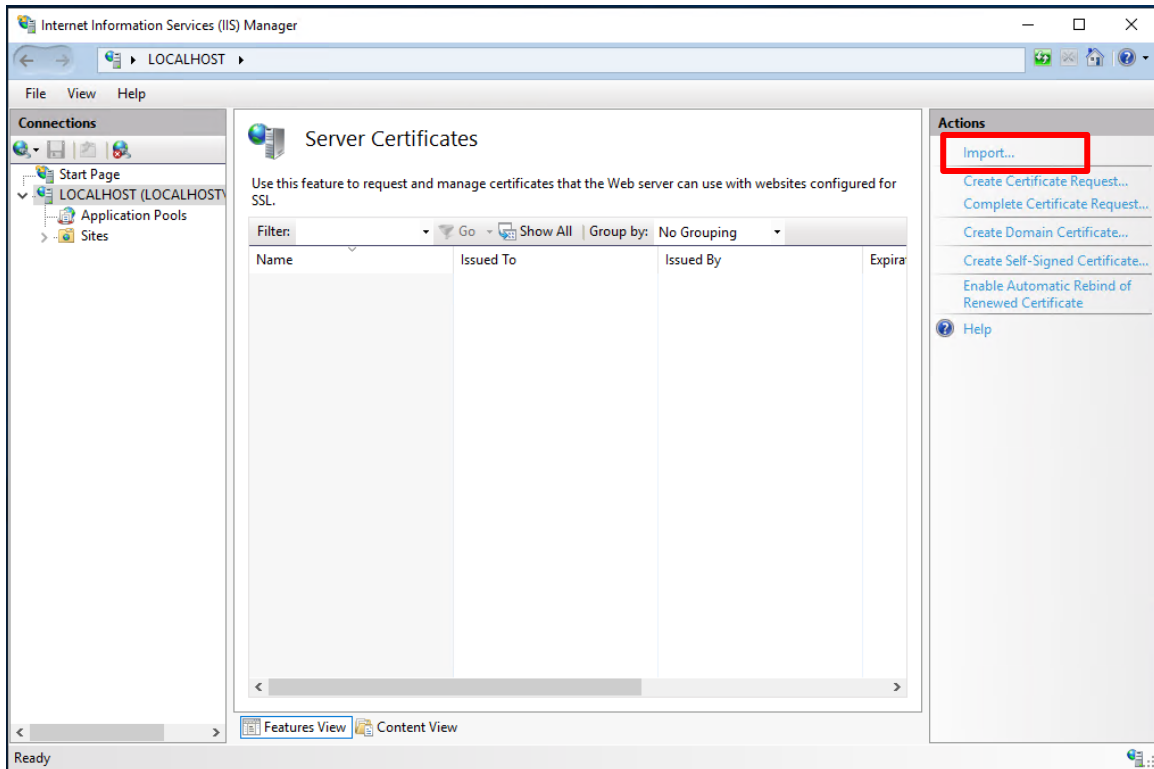 Internet Information Services (IIS) Manager
LOCALHOST
File View Help
Connections
Start Page
LOCALHOST (LOCALHOST\
Application Pools
Sites
Server Certificates
Use this feature to request and manage certificates that the Web server can use with websites configured for
SSL.
Filter: Go Show All Group by: No Grouping
Name Issued To Issued By Expira
Features View Content View
Actions
Import...
Create Certificate Request...
Complete Certificate Request...
Create Domain Certificate...
Create Self-Signed Certificate...
Enable Automatic Rebind of
Renewed Certificate
Help
Ready